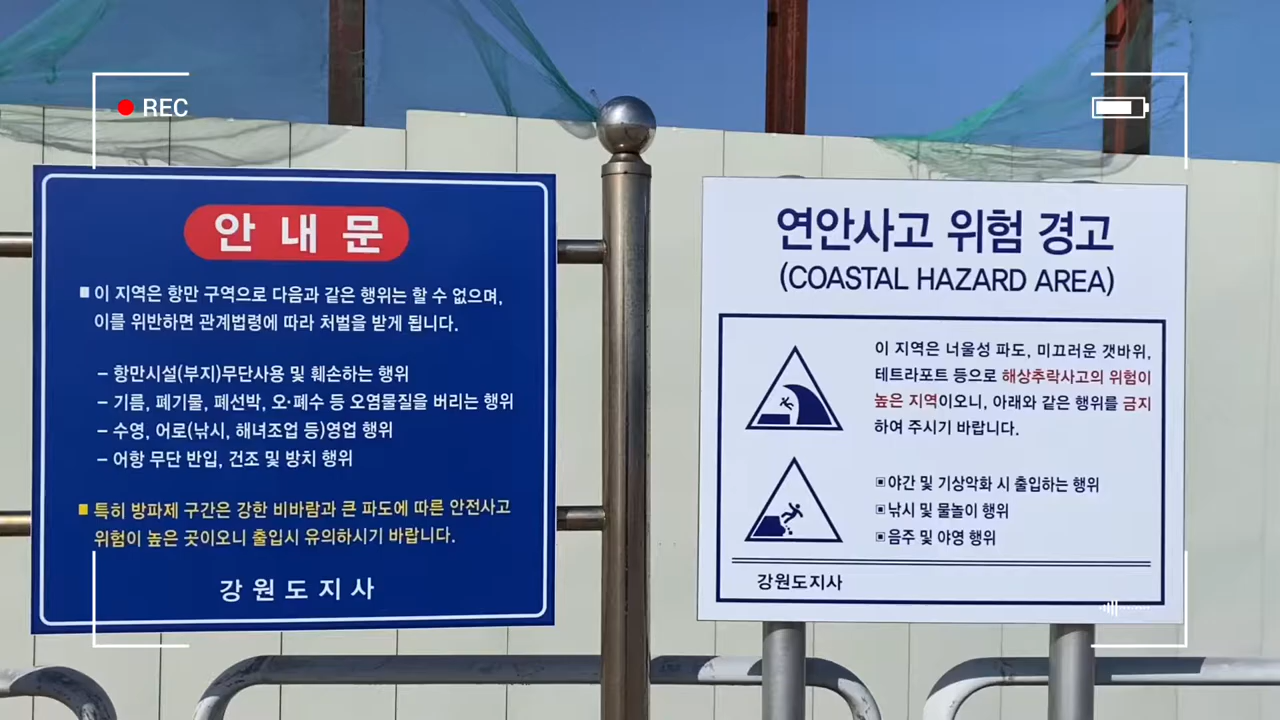 REC
안내문
■ 이 지역은 항만 구역으로 다음과 같은 행위는 할 수 없으며,
이를 위반하면 관계법령에 따라 처벌을 받게 됩니다.
– 항만시설(부지)무단사용 및 훼손하는 행위
– 기름, 폐기물, 폐선박, 오·폐수 등 오염물질을 버리는 행위
– 수영, 어로(낚시, 해녀조업 등)영업 행위
– 어항 무단 반입, 건조 및 방치 행위
■ 특히 방파제 구간은 강한 비바람과 큰 파도에 따른 안전사고
위험이 높은 곳이오니 출입시 유의하시기 바랍니다.
강원도지사
연안사고 위험 경고
(COASTAL HAZARD AREA)
이 지역은 너울성 파도, 미끄러운 갯바위,
테트라포트 등으로 해상추락사고의 위험이
높은 지역이오니, 아래와 같은 행위를 금지
하여 주시기 바랍니다.
▣야간 및 기상악화 시 출입하는 행위
▣낚시 및 물놀이 행위
▣음주 및 야영 행위
강원도지사